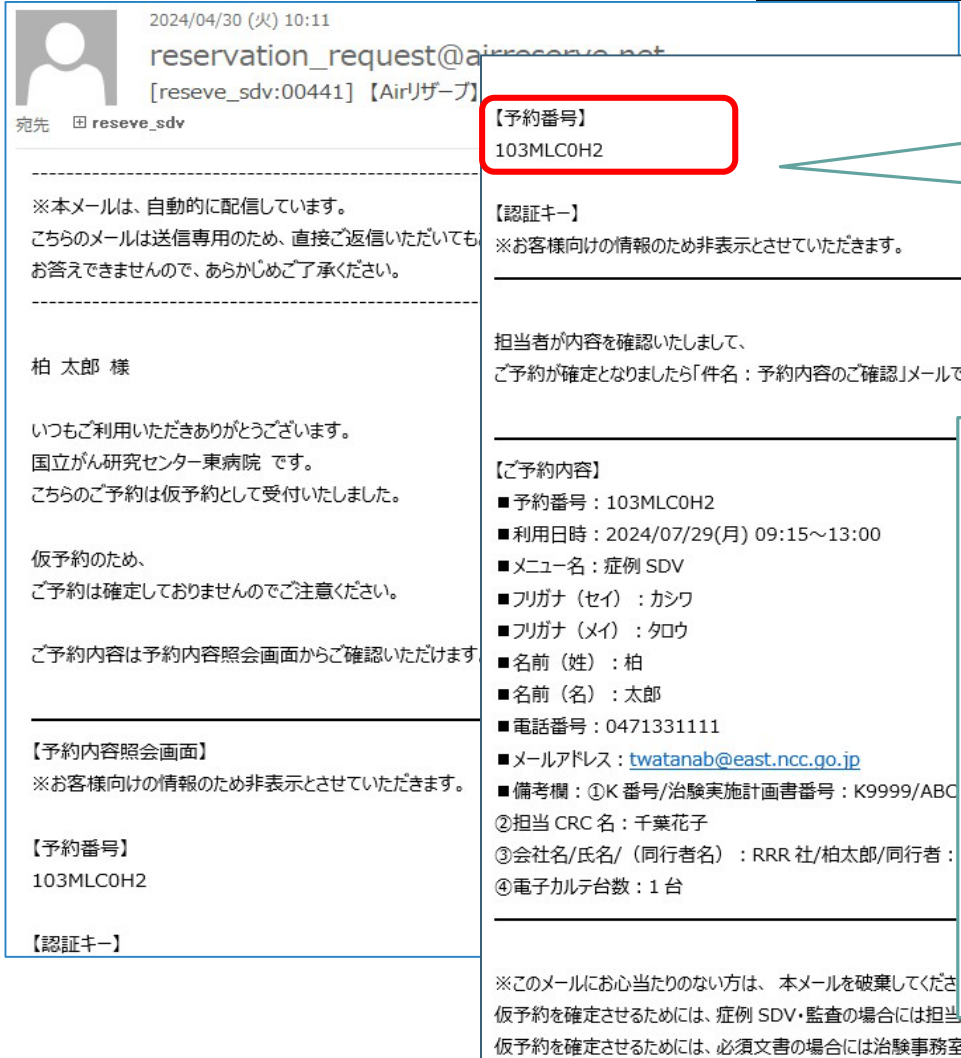 2024/04/30 (火) 10:11
reservation_request@airreserve.net
[reseve_sdv:00441]【Airリザーブ】
宛先 reseve_sdv
※本メールは、自動的に配信しています。
こちらのメールは送信専用のため、直接ご返信いただいても
お答えできませんので、あらかじめご了承ください。
柏 太郎 様
いつもご利用いただきありがとうございます。
国立がん研究センター東病院 です。
こちらのご予約は仮予約として受付いたしました。
仮予約のため、
ご予約は確定しておりませんのでご注意ください。
ご予約内容は予約内容照会画面からご確認いただけます
【予約内容照会画面】
※お客様向けの情報のため非表示とさせていただきます。
【予約番号】
103MLC0H2
【認証キー】
【予約番号】
103MLC0H2
【認証キー】
※お客様向けの情報のため非表示とさせていただきます。
担当者が内容を確認いたしまして、
ご予約が確定となりましたら「件名：予約内容のご確認」メールで
【ご予約内容】
■予約番号：103MLC0H2
■利用日時：2024/07/29(月) 09:15～13:00
■メニュー名：症例 SDV
■フリガナ（セイ）：カシワ
■フリガナ（メイ）：タロウ
■名前（姓）：柏
■名前（名）：太郎
■電話番号：0471331111
■メールアドレス：twatanab@east.ncc.go.jp
■備考欄：①K 番号/治験実施計画書番号：K9999/ABC
②担当 CRC 名：千葉花子
③会社名/氏名/（同行者名）：RRR 社/柏太郎/同行者：
④電子カルテ台数：1 台
※このメールにお心当たりのない方は、本メールを破棄してくださ
仮予約を確定させるためには、症例 SDV・監査の場合には担当
仮予約を確定させるためには、必須文書の場合には治験事務室